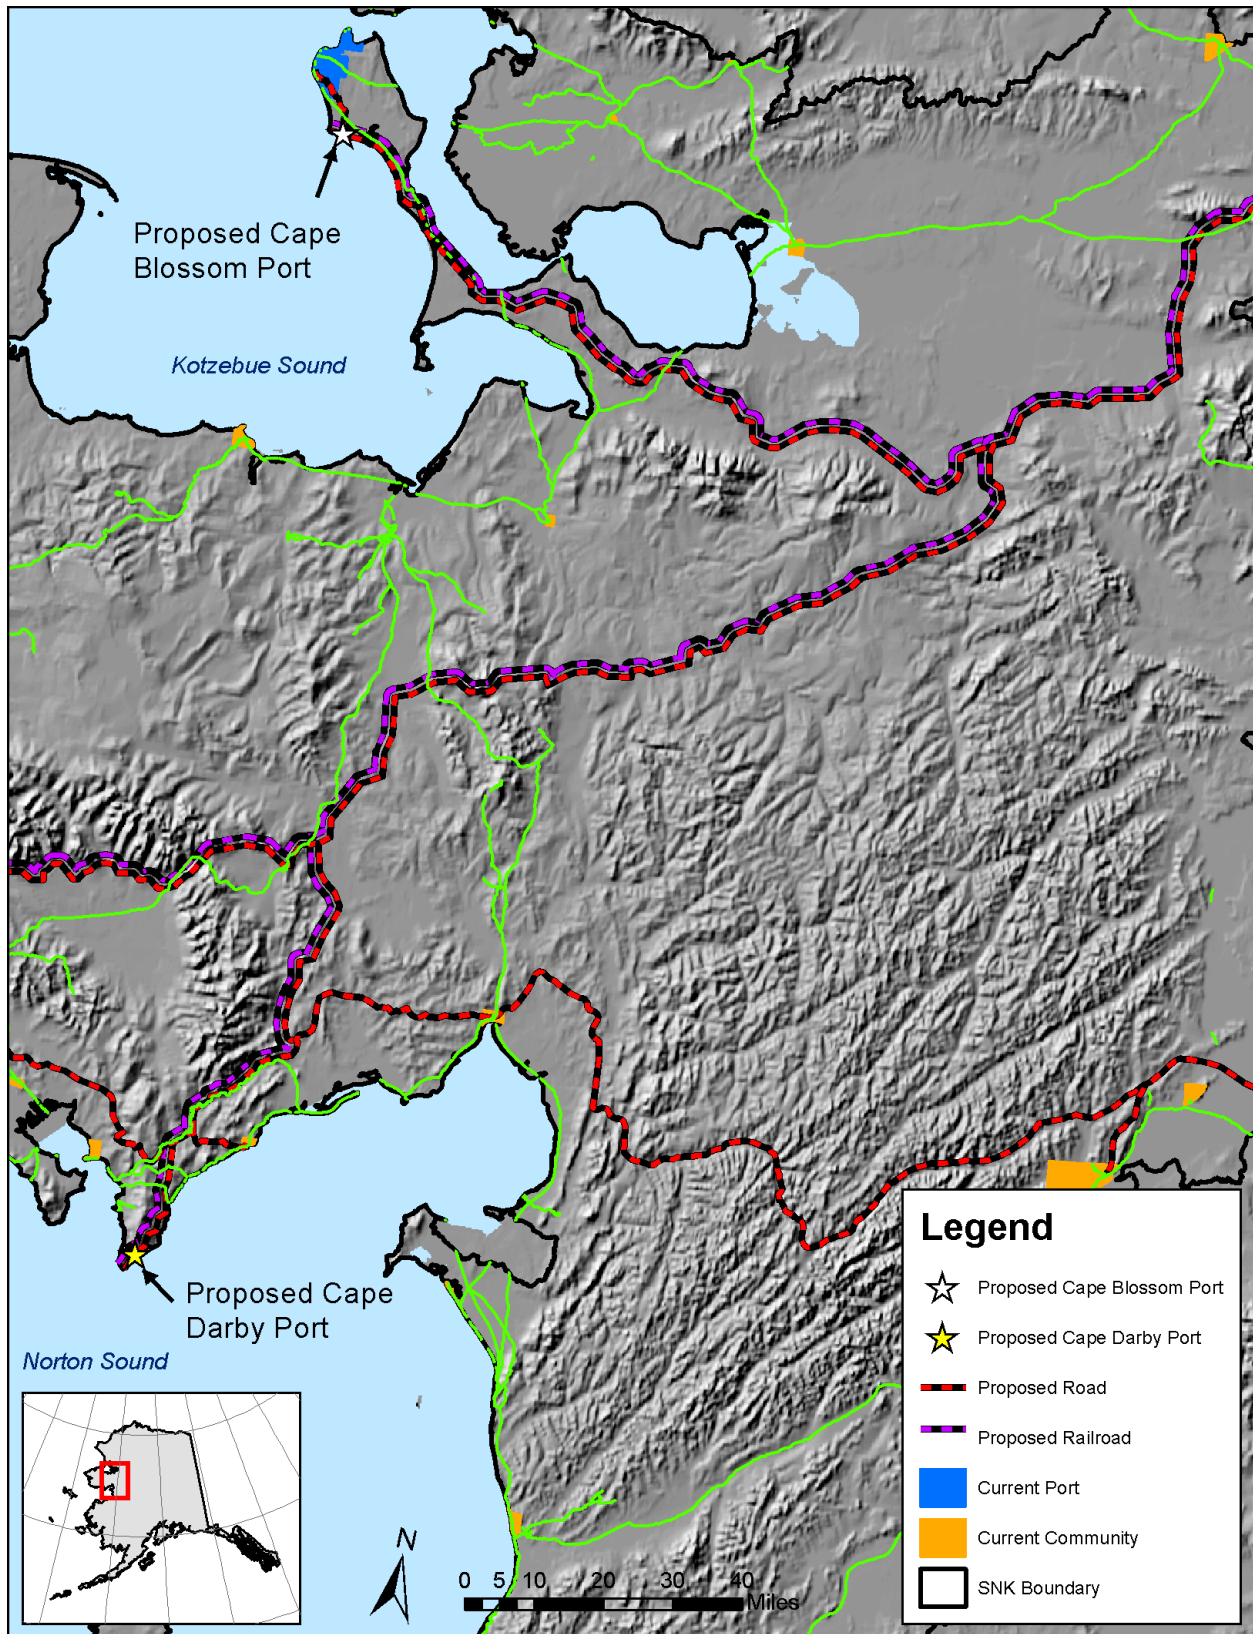 Proposed Cape
Blossom Port
Kotzebue Sound
Proposed Cape
Darby Port
Norton Sound
N
0 5 10 20 30 40
Miles
Legend
Proposed Cape Blossom Port
Proposed Cape Darby Port
Proposed Road
Proposed Railroad
Current Port
Current Community
SNK Boundary